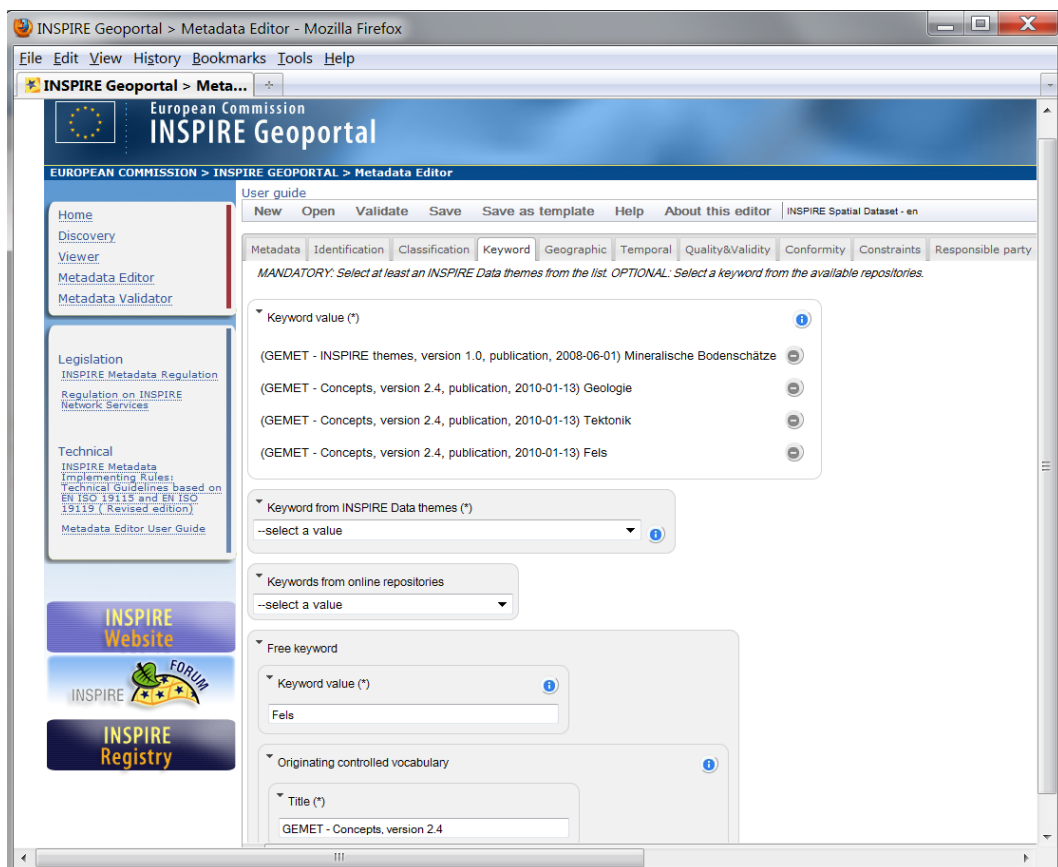 INSPIRE Geoportal > Metadata Editor - Mozilla Firefox
File Edit View History Bookmarks Tools Help
INSPIRE Geoportal > Meta...
European Commission
INSPIRE Geoportal
EUROPEAN COMMISSION > INSPIRE GEOPORTAL > Metadata Editor
Home
Discovery
Viewer
Metadata Editor
Metadata Validator
Legislation
INSPIRE Metadata Regulation
Regulation on INSPIRE
Network Services
Technical
INSPIRE Metadata
Implementing Rules:
Technical Guidelines based on
EN ISO 19115 and EN ISO
19119 ( Revised edition)
Metadata Editor User Guide
INSPIRE
Website
INSPIRE FORUM
INSPIRE
Registry
User guide
New Open Validate Save Save as template Help About this editor INSPIRE Spatial Dataset - en
Metadata Identification Classification Keyword Geographic Temporal Quality&Validity Conformity Constraints Responsible party
MANDATORY: Select at least an INSPIRE Data themes from the list. OPTIONAL: Select a keyword from the available repositories.
Keyword value (*)
(GEMET - INSPIRE themes, version 1.0, publication, 2008-06-01) Mineralische Bodenschätze
(GEMET - Concepts, version 2.4, publication, 2010-01-13) Geologie
(GEMET - Concepts, version 2.4, publication, 2010-01-13) Tektonik
(GEMET - Concepts, version 2.4, publication, 2010-01-13) Fels
Keyword from INSPIRE Data themes (*)
--select a value
Keywords from online repositories
--select a value
Free keyword
Keyword value (*)
Fels
Originating controlled vocabulary
Title (*)
GEMET - Concepts, version 2.4